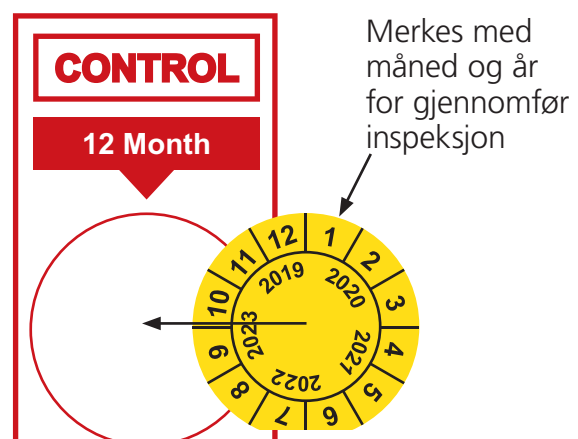 CONTROL
12 Month
Merkes med
måned og år
for gjennomfør
inspeksjon
1
2
3
4
5
6
7
8
9
10
11
12
2019
2020
2021
2022
2023